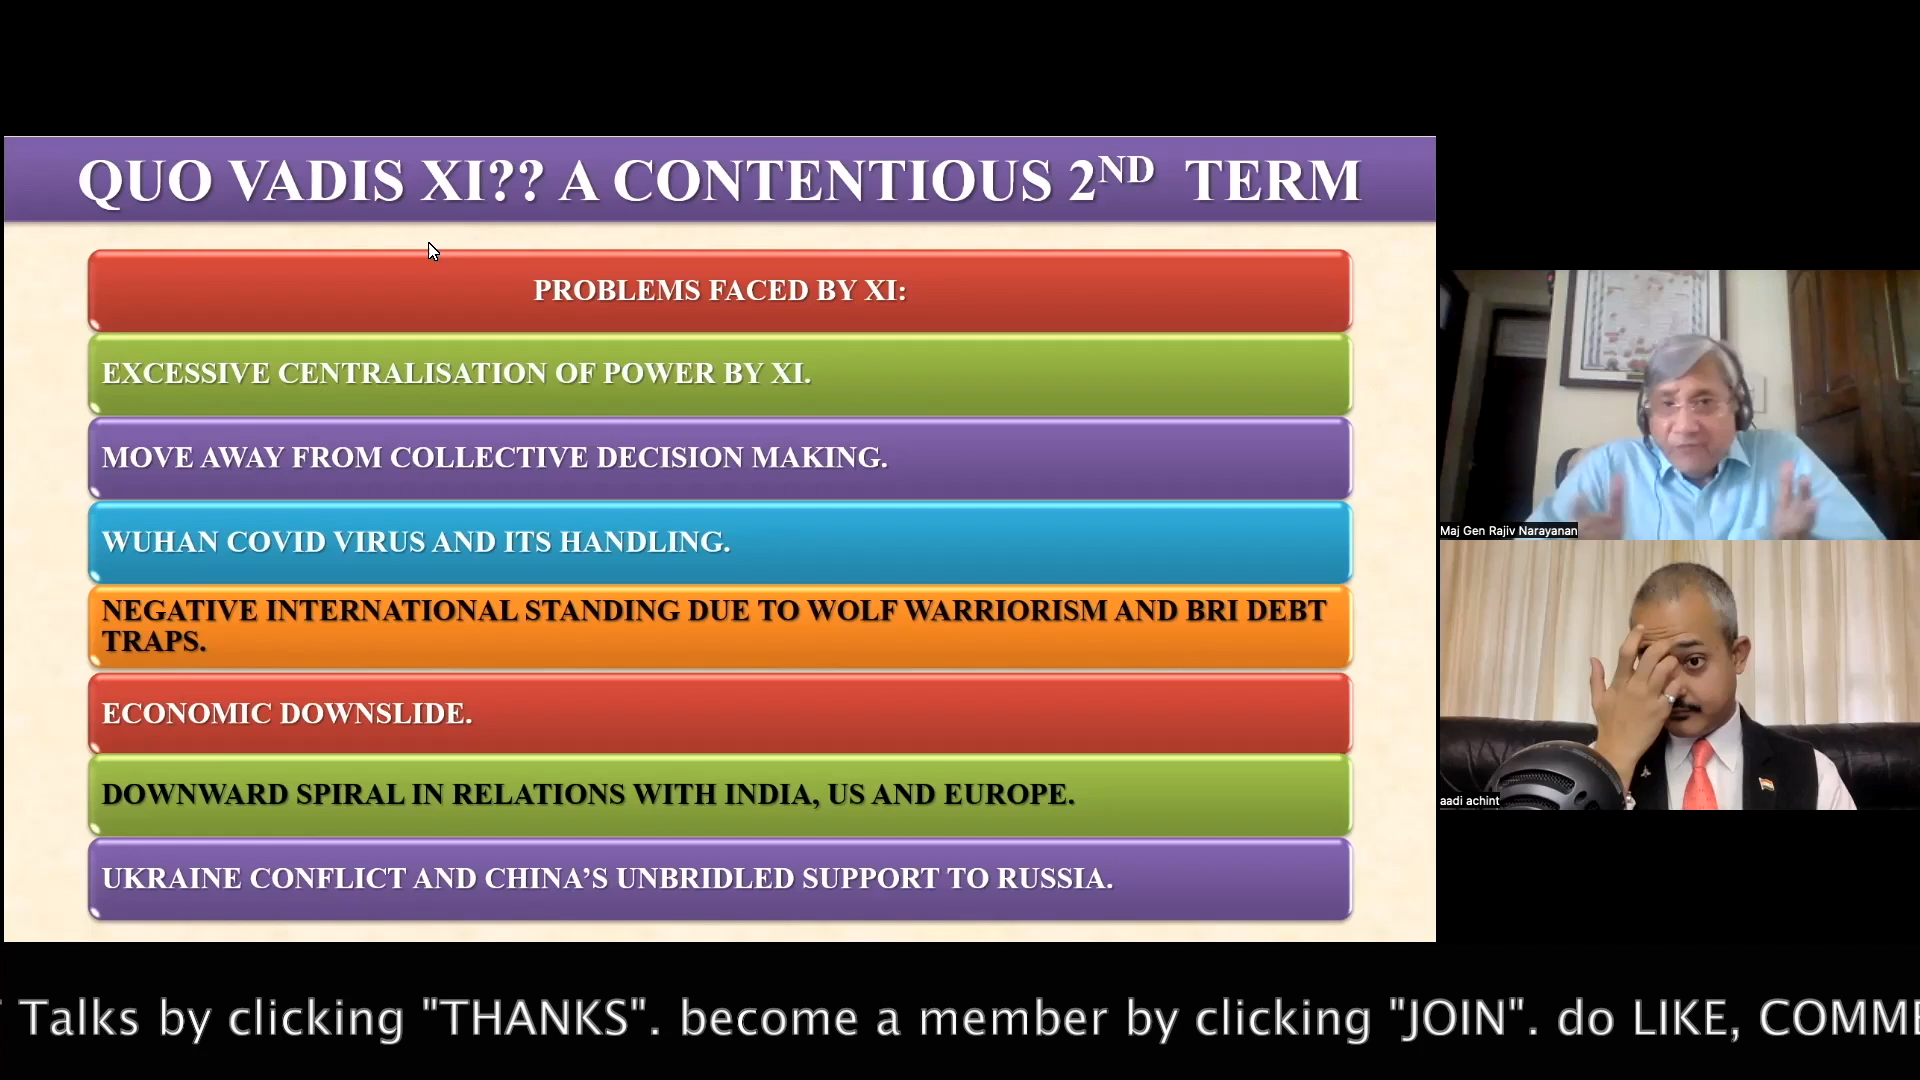 QUO VADIS XI?? A CONTENTIOUS 2ND TERM
PROBLEMS FACED BY XI:
EXCESSIVE CENTRALISATION OF POWER BY XI.
MOVE AWAY FROM COLLECTIVE DECISION MAKING.
WUHAN COVID VIRUS AND ITS HANDLING.
NEGATIVE INTERNATIONAL STANDING DUE TO WOLF WARRIORISM AND BRI DEBT
TRAPS.
ECONOMIC DOWNSLIDE.
DOWNWARD SPIRAL IN RELATIONS WITH INDIA, US AND EUROPE.
UKRAINE CONFLICT AND CHINA'S UNBRIDLED SUPPORT TO RUSSIA.
Maj Gen Rajiv Narayanan
aadi achint
Talks by clicking "THANKS". become a member by clicking "JOIN". do LIKE, COMME